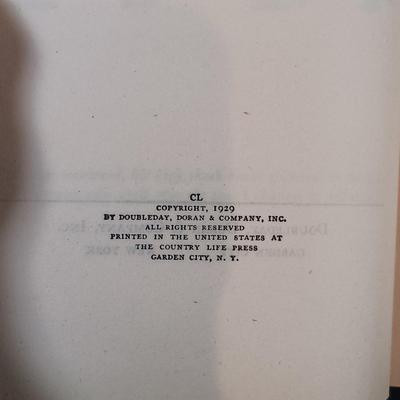 CL
COPYRIGHT, 1929
BY DOUBLEDAY, DORAN & COMPANY, INC.
ALL RIGHTS RESERVED
PRINTED IN THE UNITED STATES AT
THE COUNTRY LIFE PRESS
GARDEN CITY, N. Y.